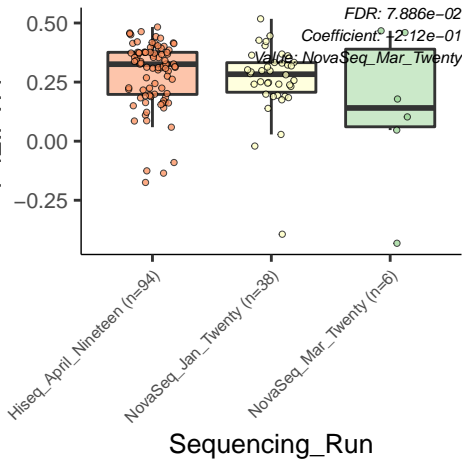 FDR: 7.886e−02
Coefficient: −2.12e−01
Value: NovaSeq_Mar_Twenty
0.50
0.25
0.00
−0.25
Hiseq_April_Nineteen (n=94)
NovaSeq_Jan_Twenty (n=38)
NovaSeq_Mar_Twenty (n=6)
Sequencing_Run